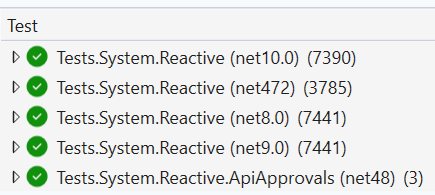 Test
Tests.System.Reactive (net10.0) (7390)
Tests.System.Reactive (net472) (3785)
Tests.System.Reactive (net8.0) (7441)
Tests.System.Reactive (net9.0) (7441)
Tests.System.Reactive.ApiApprovals (net48) (3)